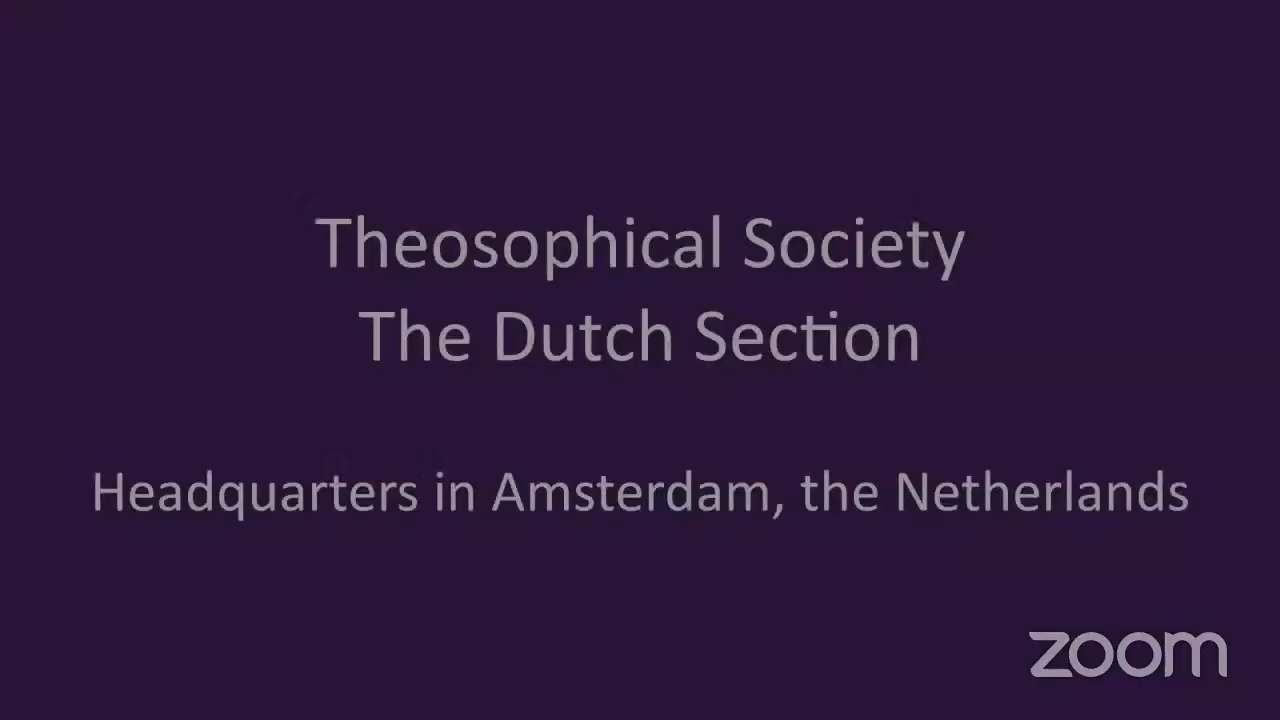 Theosophical Society
The Dutch Section
Headquarters in Amsterdam, the Netherlands
zoom